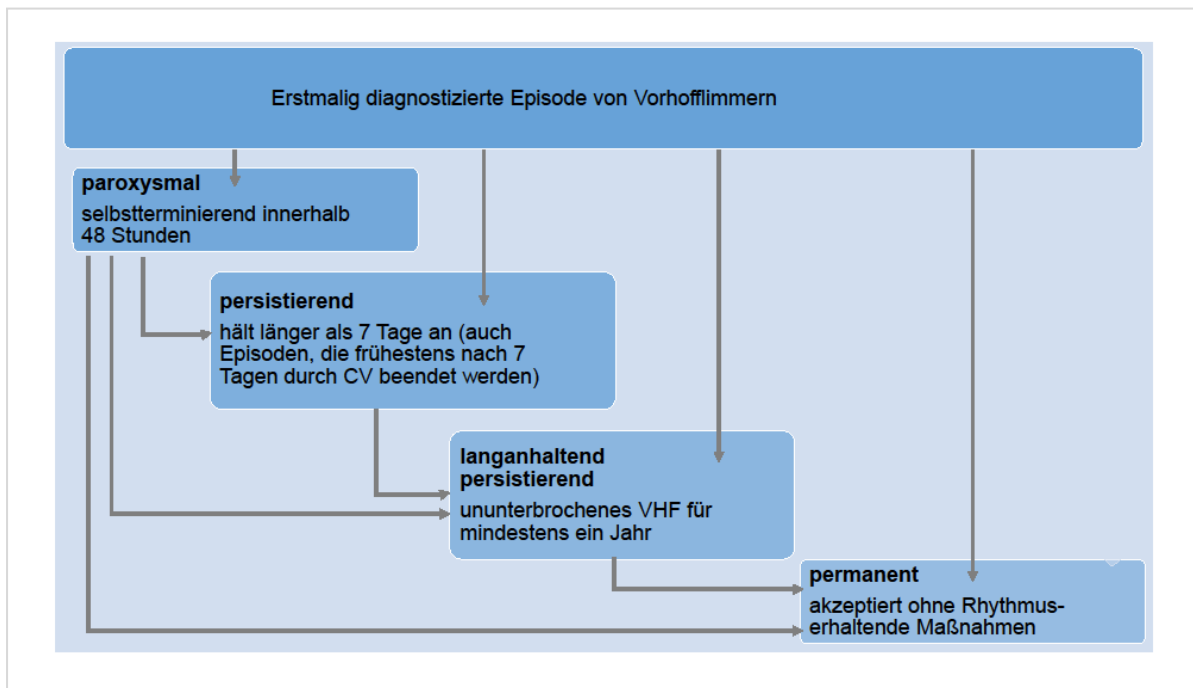 Erstmalig diagnostizierte Episode von Vorhofflimmern
paroxysmal
selbstterminierend innerhalb
48 Stunden
persistierend
hält länger als 7 Tage an (auch
Episoden, die frühestens nach 7
Tagen durch CV beendet werden)
langanhaltend
persistierend
ununterbrochenes VHF für
mindestens ein Jahr
permanent
akzeptiert ohne Rhythmus-
erhaltende Maßnahmen